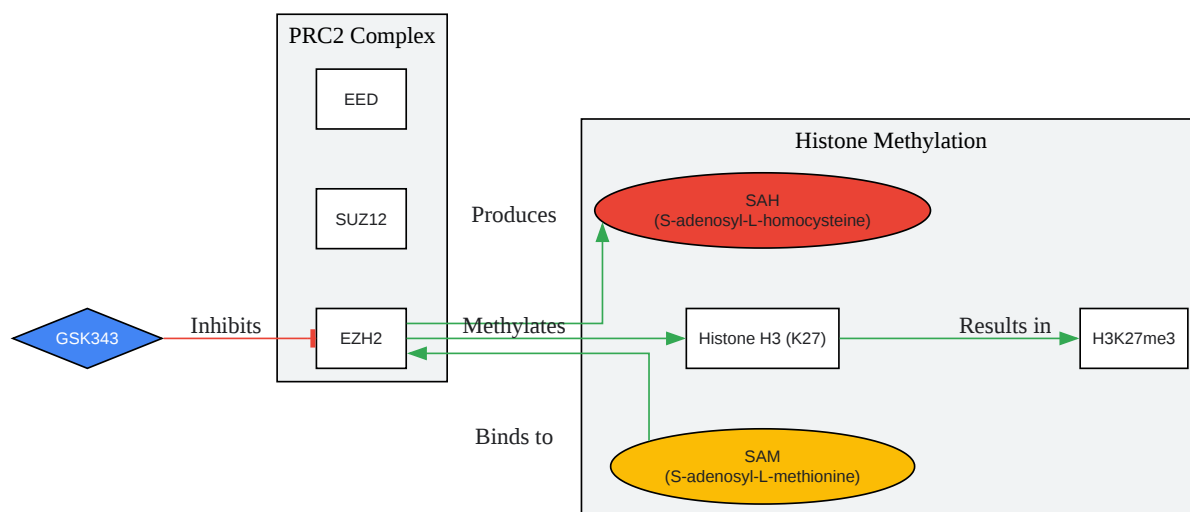 PRC2 Complex
EED
SUZ12
GSK343
Inhibits
EZH2
Produces
Methylates
Binds to
Histone Methylation
SAH
(S-adenosyl-L-homocysteine)
Histone H3 (K27)
Results in
H3K27me3
SAM
(S-adenosyl-L-methionine)